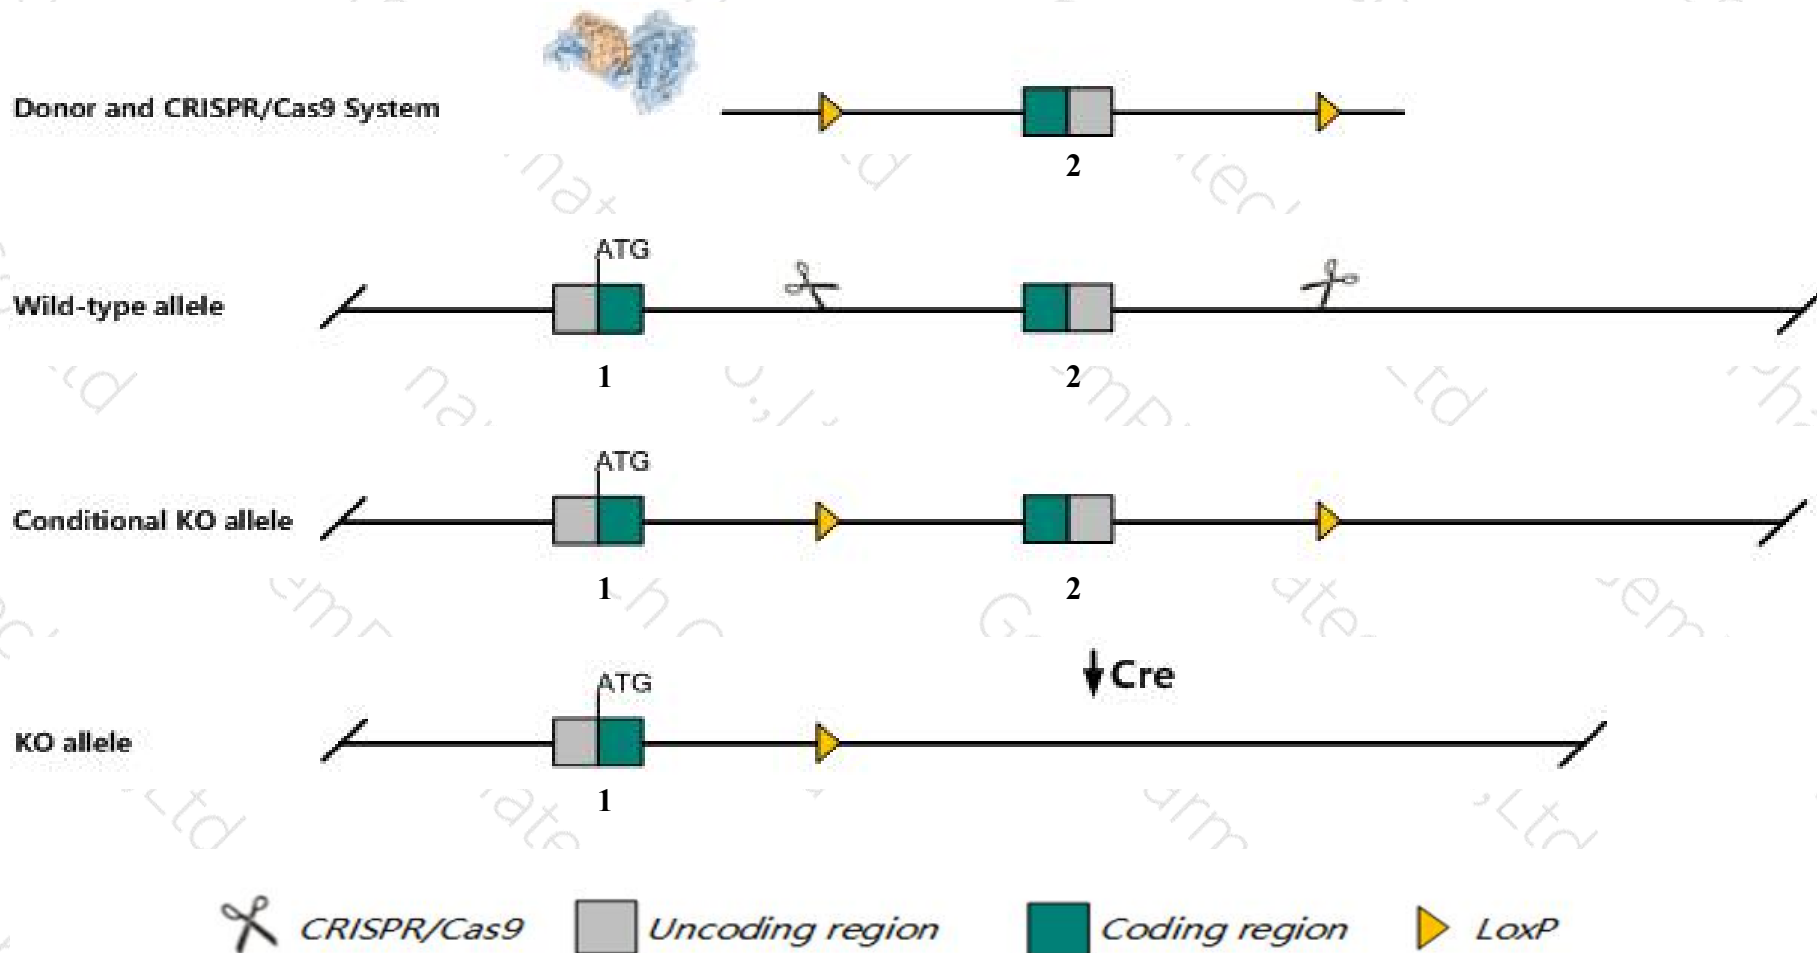 Donor and CRISPR/Cas9 System
2
ATG
Wild-type allele
1 2
ATG
Conditional KO allele
1 2
Cre
ATG
KO allele
1
CRISPR/Cas9 Uncoding region Coding region LoxP